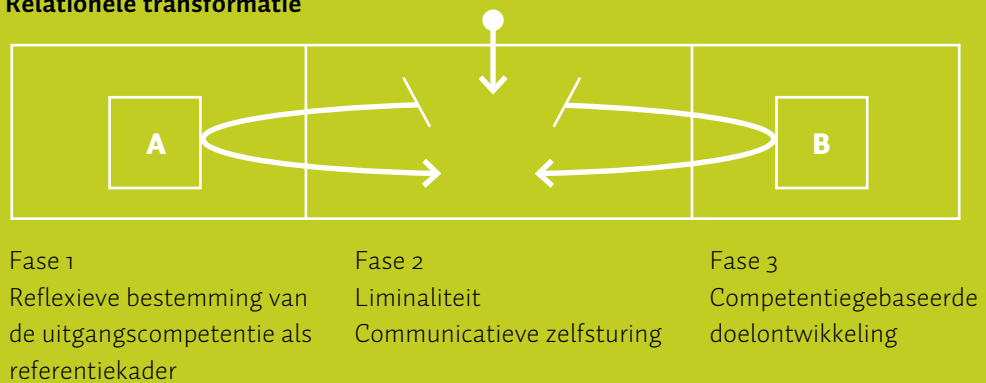 Relationele transformatie
A
B
Fase 1
Reflexieve bestemming van
de uitgangscompetentie als
referentiekader
Fase 2
Liminaliteit
Communicatieve zelfsturing
Fase 3
Competentiegebaseerde
doelontwikkeling